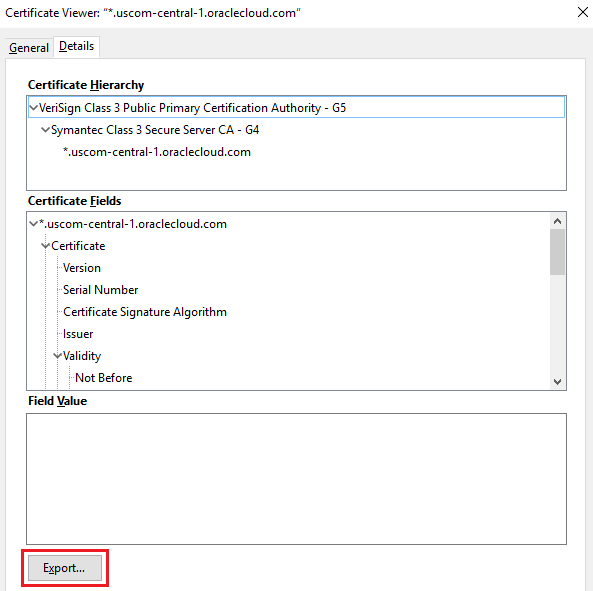 Certificate Viewer: “*.uscom-central-1.oraclecloud.com”
General Details
Certificate Hierarchy
VeriSign Class 3 Public Primary Certification Authority - G5
Symantec Class 3 Secure Server CA - G4
*.uscom-central-1.oraclecloud.com
Certificate Fields
*.uscom-central-1.oraclecloud.com
Certificate
Version
Serial Number
Certificate Signature Algorithm
Issuer
Validity
Not Before
Field Value
Export...